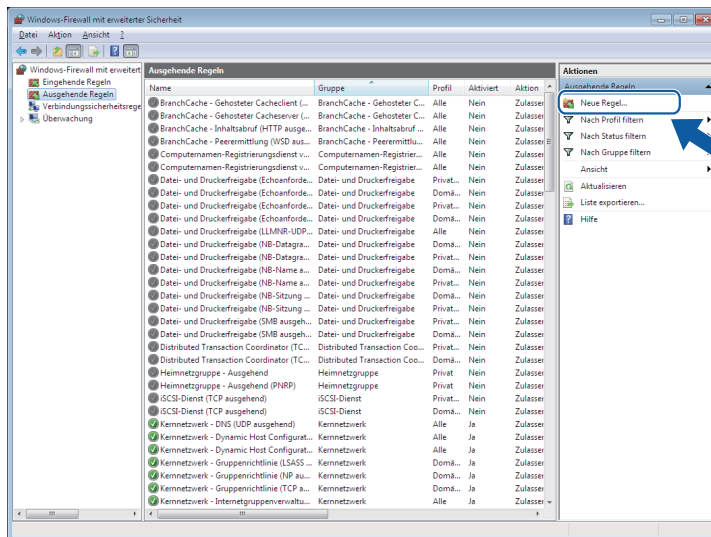 Windows-Firewall mit erweiterter Sicherheit
Datei Aktion Ansicht ?
Windows-Firewall mit erweitert
Eingehende Regeln
Ausgehende Regeln
Verbindungssicherheitsrege
Überwachung
Ausgehende Regeln
Name Gruppe Profil Aktiviert Aktion
BranchCache - Gehosteter Cacheclient (... BranchCache - Gehosteter C... Alle Nein Zulasser
BranchCache - Gehosteter Cacheserver (... BranchCache - Gehosteter C... Alle Nein Zulasser
BranchCache - Inhaltsabruf (HTTP ausge... BranchCache - Inhaltsabruf ... Alle Nein Zulasser
BranchCache - Peerermittlung (WSD aus... BranchCache - Peerermittlu... Alle Nein Zulasser
Computernamen-Registrierungsdienst v... Computernamen-Registrier... Alle Nein Zulasser
Computernamen-Registrierungsdienst v... Computernamen-Registrier... Alle Nein Zulasser
Datei- und Druckerfreigabe (Echoanforde... Datei- und Druckerfreigabe Privat... Nein Zulasser
Datei- und Druckerfreigabe (Echoanforde... Datei- und Druckerfreigabe Domä... Nein Zulasser
Datei- und Druckerfreigabe (Echoanforde... Datei- und Druckerfreigabe Privat... Nein Zulasser
Datei- und Druckerfreigabe (Echoanforde... Datei- und Druckerfreigabe Domä... Nein Zulasser
Datei- und Druckerfreigabe (LLMNR-UDP... Datei- und Druckerfreigabe Alle Nein Zulasser
Datei- und Druckerfreigabe (NB-Datagra... Datei- und Druckerfreigabe Domä... Nein Zulasser
Datei- und Druckerfreigabe (NB-Datagra... Datei- und Druckerfreigabe Privat... Nein Zulasser
Datei- und Druckerfreigabe (NB-Name a... Datei- und Druckerfreigabe Domä... Nein Zulasser
Datei- und Druckerfreigabe (NB-Name a... Datei- und Druckerfreigabe Privat... Nein Zulasser
Datei- und Druckerfreigabe (NB-Sitzung ... Datei- und Druckerfreigabe Domä... Nein Zulasser
Datei- und Druckerfreigabe (NB-Sitzung ... Datei- und Druckerfreigabe Privat... Nein Zulasser
Datei- und Druckerfreigabe (SMB ausgeh... Datei- und Druckerfreigabe Privat... Nein Zulasser
Datei- und Druckerfreigabe (SMB ausgeh... Datei- und Druckerfreigabe Domä... Nein Zulasser
Distributed Transaction Coordinator (TC... Distributed Transaction Coo... Privat... Nein Zulasser
Distributed Transaction Coordinator (TC... Distributed Transaction Coo... Domä... Nein Zulasser
Heimnetzgruppe - Ausgehend Heimnetzgruppe Privat Nein Zulasser
Heimnetzgruppe - Ausgehend (PNRP) Heimnetzgruppe Privat Nein Zulasser
iSCSI-Dienst (TCP ausgehend) iSCSI-Dienst Privat... Nein Zulasser
iSCSI-Dienst (TCP ausgehend) iSCSI-Dienst Domä... Nein Zulasser
Kernnetzwerk - DNS (UDP ausgehend) Kernnetzwerk Alle Ja Zulasser
Kernnetzwerk - Dynamic Host Configurat... Kernnetzwerk Alle Ja Zulasser
Kernnetzwerk - Dynamic Host Configurat... Kernnetzwerk Alle Ja Zulasser
Kernnetzwerk - Gruppenrichtlinie (LSASS ... Kernnetzwerk Domä... Ja Zulasser
Kernnetzwerk - Gruppenrichtlinie (NP au... Kernnetzwerk Domä... Ja Zulasser
Kernnetzwerk - Gruppenrichtlinie (TCP a... Kernnetzwerk Domä... Ja Zulasser
Kernnetzwerk - Internetgruppenverwaltu... Kernnetzwerk Alle Ja Zulasser
Aktionen
Ausgehende Regeln
Neue Regel...
Nach Profil filtern
Nach Status filtern
Nach Gruppe filtern
Ansicht
Aktualisieren
Liste exportieren...
Hilfe